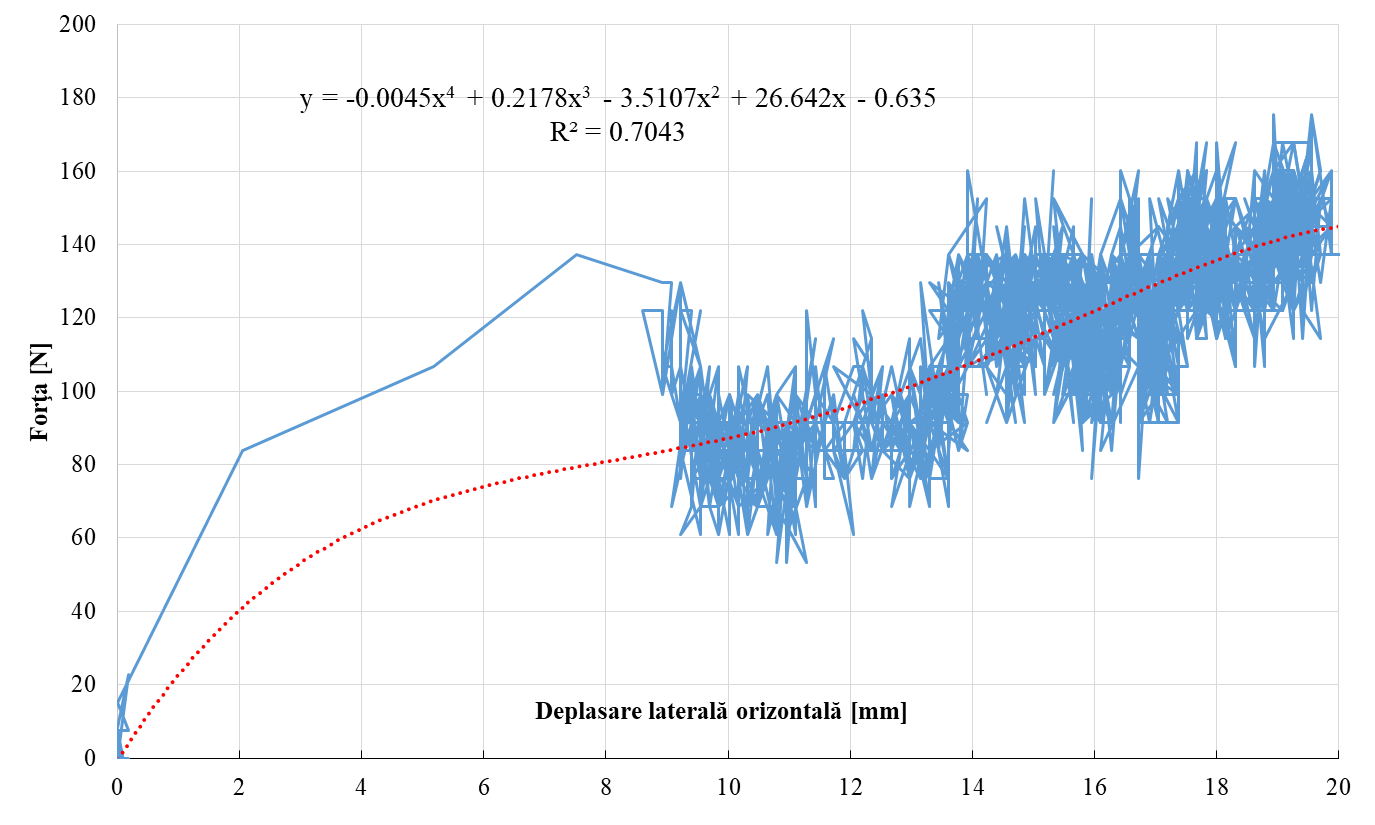 200
180
y = -0.0045x⁴ + 0.2178x³ - 3.5107x² + 26.642x - 0.635
R² = 0.7043
160
140
120
100
80
60
40
20
0
Forţa [N]
Deplasare laterală orizontală [mm]
0 2 4 6 8 10 12 14 16 18 20